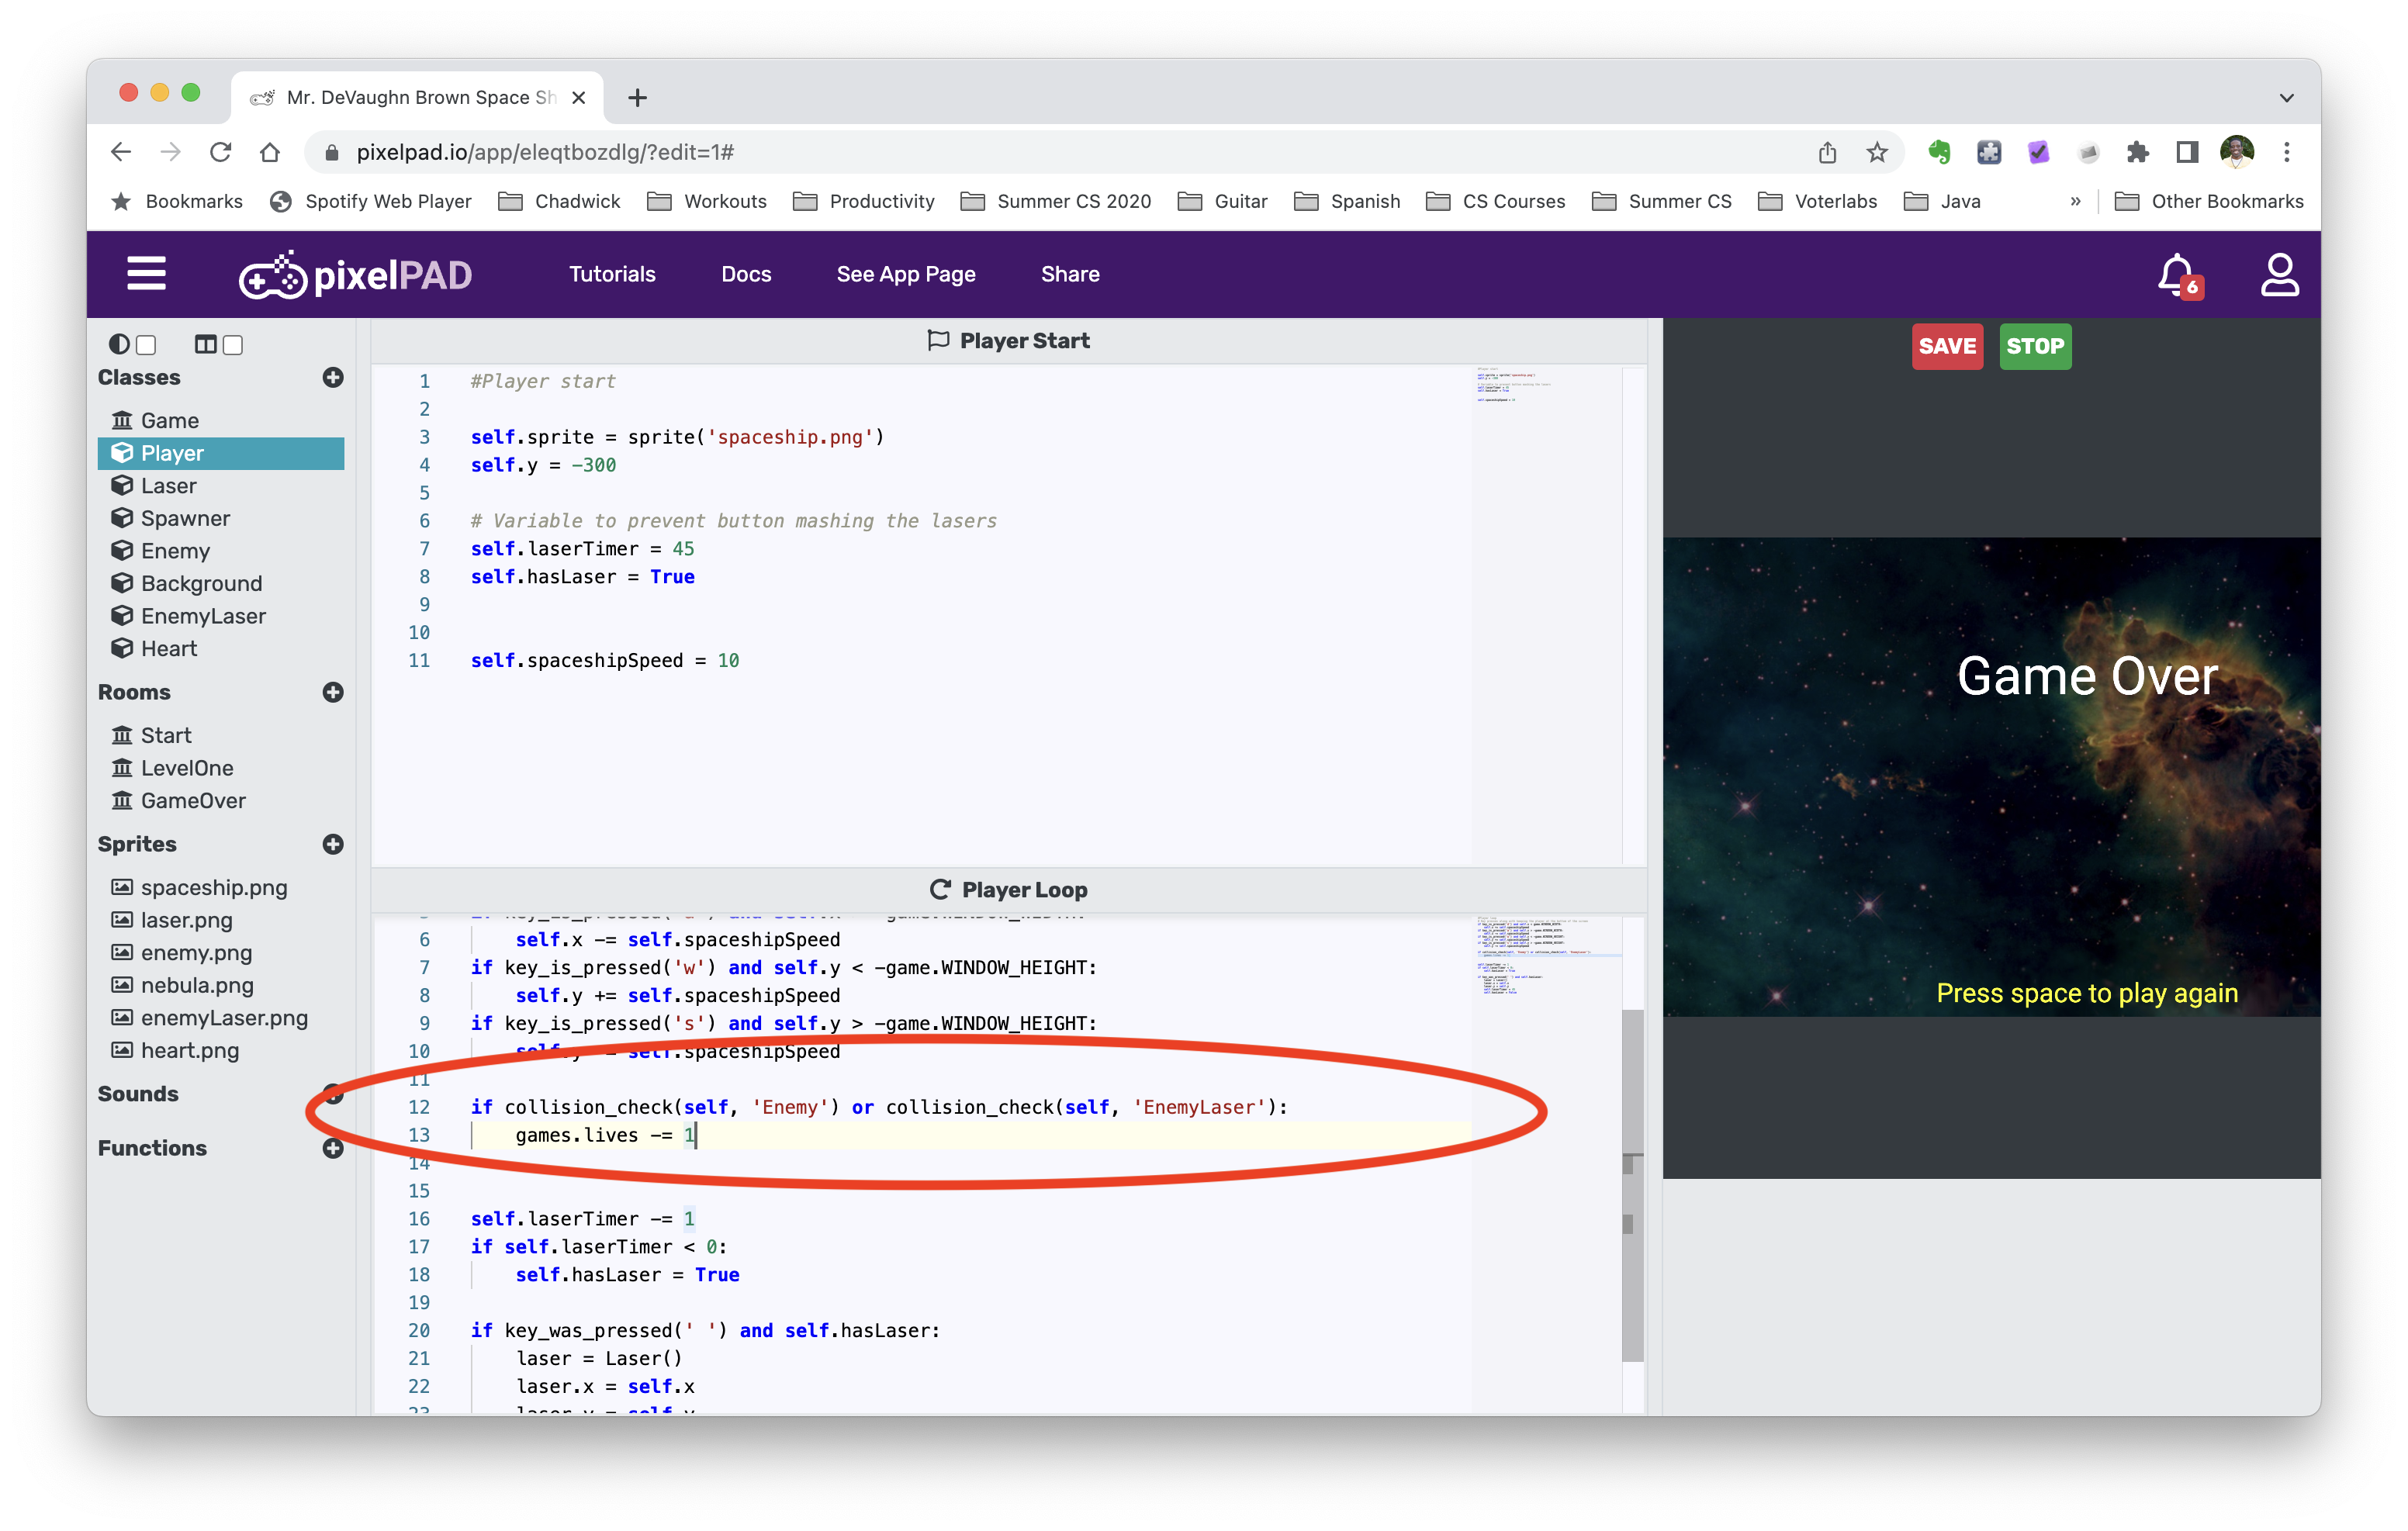 Mr. DeVaughn Brown Space Sh
pixelpad.io/app/eleqtbozdlg/?edit=1#
Bookmarks Spotify Web Player Chadwick Workouts Productivity Summer CS 2020 Guitar Spanish CS Courses Summer CS Voterlabs Java » Other Bookmarks
pixelPAD Tutorials Docs See App Page Share 6
Classes
Game
Player
Laser
Spawner
Enemy
Background
EnemyLaser
Heart
Rooms
Start
LevelOne
GameOver
Sprites
spaceship.png
laser.png
enemy.png
nebula.png
enemyLaser.png
heart.png
Sounds
Functions
Player Start
1 #Player start
2
3 self.sprite = sprite('spaceship.png')
4 self.y = -300
5
6 # Variable to prevent button mashing the lasers
7 self.laserTimer = 45
8 self.hasLaser = True
9
10
11 self.spaceshipSpeed = 10
Player Loop
6 self.x -= self.spaceshipSpeed
7 if key_is_pressed('w') and self.y < -game.WINDOW_HEIGHT:
8 self.y += self.spaceshipSpeed
9 if key_is_pressed('s') and self.y > -game.WINDOW_HEIGHT:
10 self.y -= self.spaceshipSpeed
11
12 if collision_check(self, 'Enemy') or collision_check(self, 'EnemyLaser'):
13 games.lives -= 1
14
15
16 self.laserTimer -= 1
17 if self.laserTimer < 0:
18 self.hasLaser = True
19
20 if key_was_pressed(' ') and self.hasLaser:
21 laser = Laser()
22 laser.x = self.x
SAVE STOP
Game Over
Press space to play again